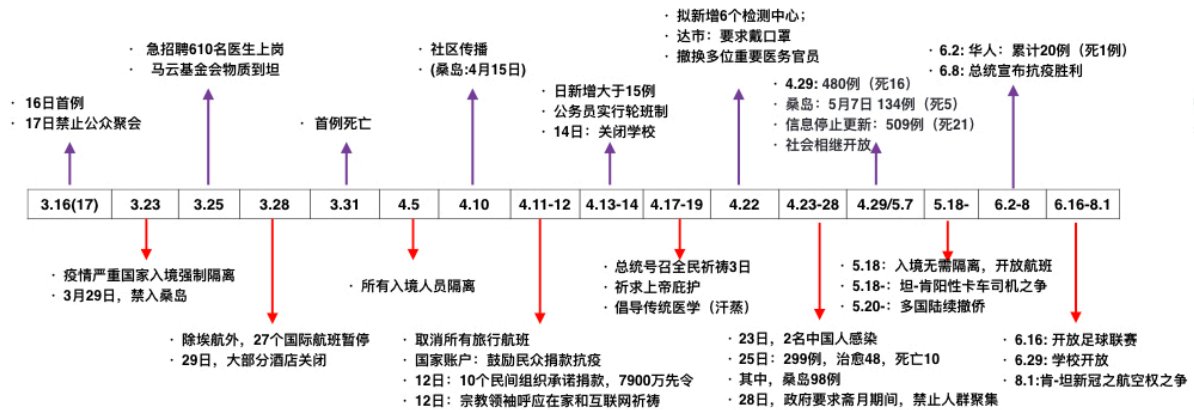 · 16日首例
· 17日禁止公众聚会
· 急招聘610名医生上岗
· 马云基金会物质到坦
· 首例死亡
· 社区传播
· (桑岛:4月15日)
· 日新增大于15例
· 公务员实行轮班制
· 14日：关闭学校
· 拟新增6个检测中心；
· 达市：要求戴口罩
· 撤换多位重要医务官员
· 4.29: 480例（死16）
· 桑岛：5月7日 134例（死5）
· 信息停止更新：509例（死21）
· 社会相继开放
· 6.2: 华人：累计20例（死1例）
· 6.8: 总统宣布抗疫胜利
3.16(17) 3.23 3.25 3.28 3.31 4.5 4.10 4.11-12 4.13-14 4.17-19 4.22 4.23-28 4.29/5.7 5.18- 6.2-8 6.16-8.1
· 疫情严重国家入境强制隔离
· 3月29日，禁入桑岛
· 除埃航外，27个国际航班暂停
· 29日，大部分酒店关闭
· 所有入境人员隔离
· 取消所有旅行航班
· 国家账户：鼓励民众捐款抗疫
· 12日：10个民间组织承诺捐款，7900万先令
· 12日：宗教领袖呼应在家和互联网祈祷
· 总统号召全民祈祷3日
· 祈求上帝庇护
· 倡导传统医学（汗蒸）
· 23日，2名中国人感染
· 25日：299例，治愈48，死亡10
· 其中，桑岛98例
· 28日，政府要求斋月期间，禁止人群聚集
· 5.18：入境无需隔离，开放航班
· 5.18-：坦-肯阳性卡车司机之争
· 5.20-：多国陆续撤侨
· 6.16: 开放足球联赛
· 6.29: 学校开放
· 8.1:肯-坦新冠之航空权之争